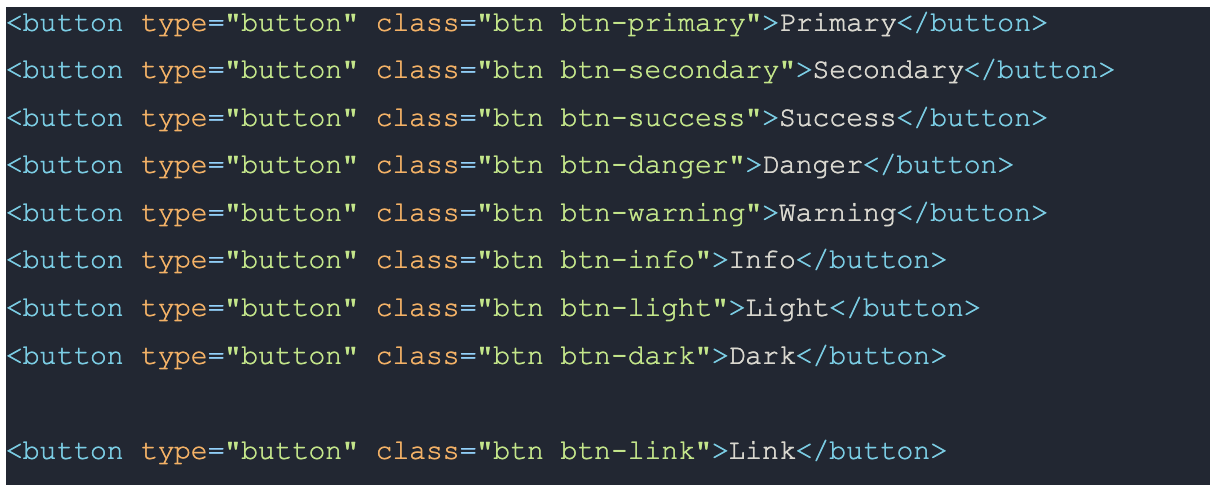 <button type="button" class="btn btn-primary">Primary</button>
<button type="button" class="btn btn-secondary">Secondary</button>
<button type="button" class="btn btn-success">Success</button>
<button type="button" class="btn btn-danger">Danger</button>
<button type="button" class="btn btn-warning">Warning</button>
<button type="button" class="btn btn-info">Info</button>
<button type="button" class="btn btn-light">Light</button>
<button type="button" class="btn btn-dark">Dark</button>
<button type="button" class="btn btn-link">Link</button>